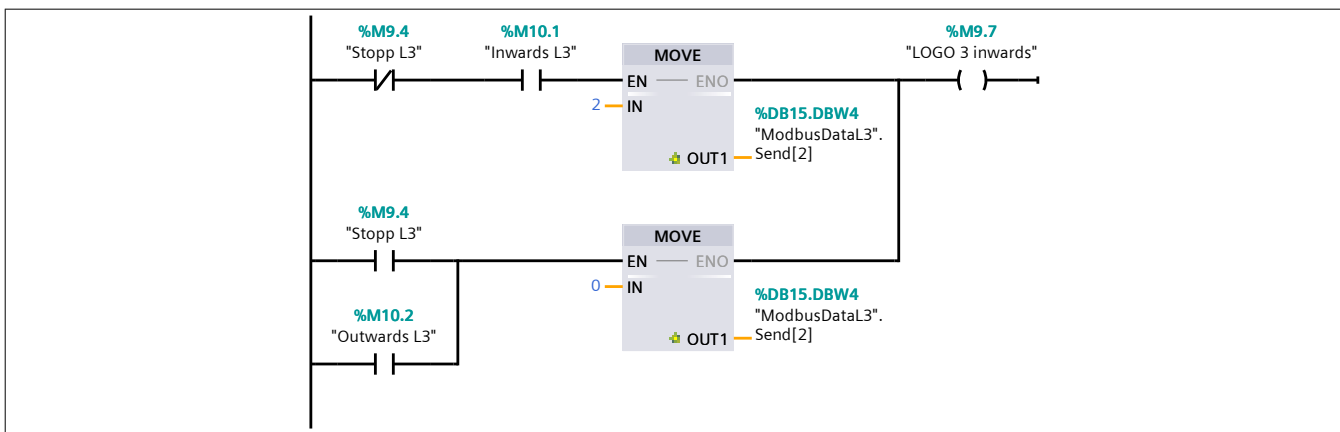 %M9.4
"Stopp L3"
%M10.1
"Inwards L3"
MOVE
EN
ENO
2
IN
OUT1
%DB15.DBW4
"ModbusDataL3".
Send[2]
%M9.7
"LOGO 3 inwards"
%M9.4
"Stopp L3"
%M10.2
"Outwards L3"
MOVE
EN
ENO
0
IN
OUT1
%DB15.DBW4
"ModbusDataL3".
Send[2]